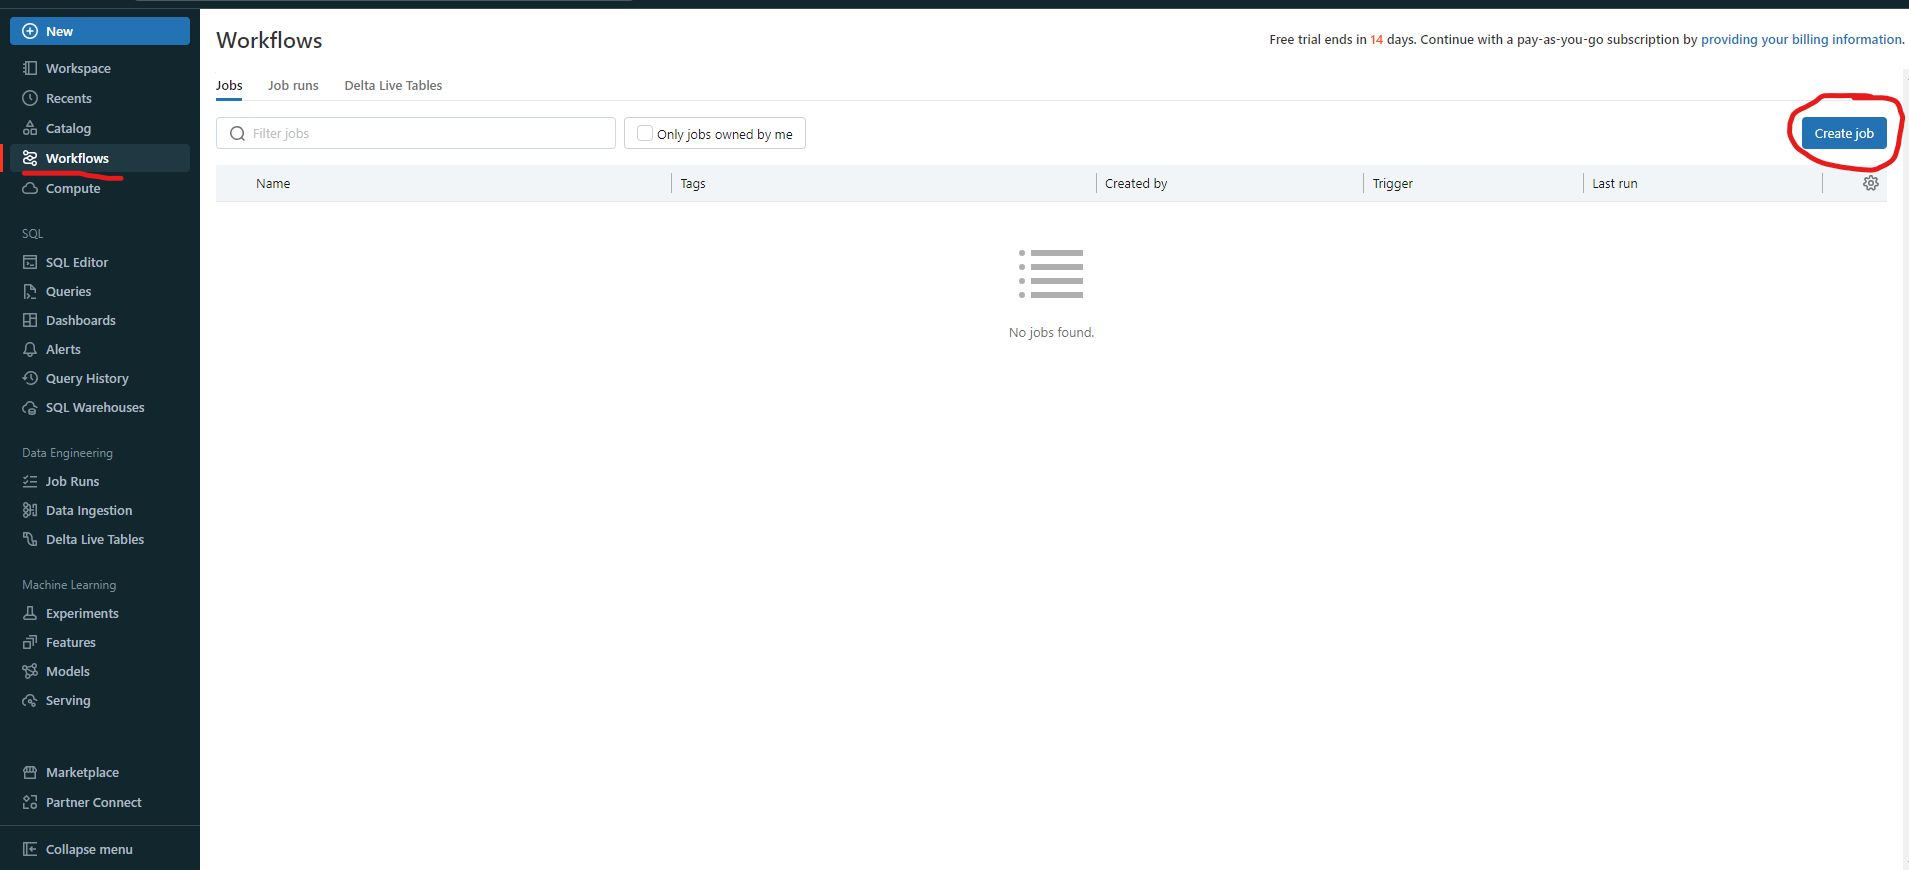 New
Workspace
Recents
Catalog
Workflows
Compute
SQL
SQL Editor
Queries
Dashboards
Alerts
Query History
SQL Warehouses
Data Engineering
Job Runs
Data Ingestion
Delta Live Tables
Machine Learning
Experiments
Features
Models
Serving
Marketplace
Partner Connect
Collapse menu
Workflows
Free trial ends in 14 days. Continue with a pay-as-you-go subscription by providing your billing information.
Jobs Job runs Delta Live Tables
Filter jobs Only jobs owned by me Create job
Name Tags Created by Trigger Last run
No jobs found.